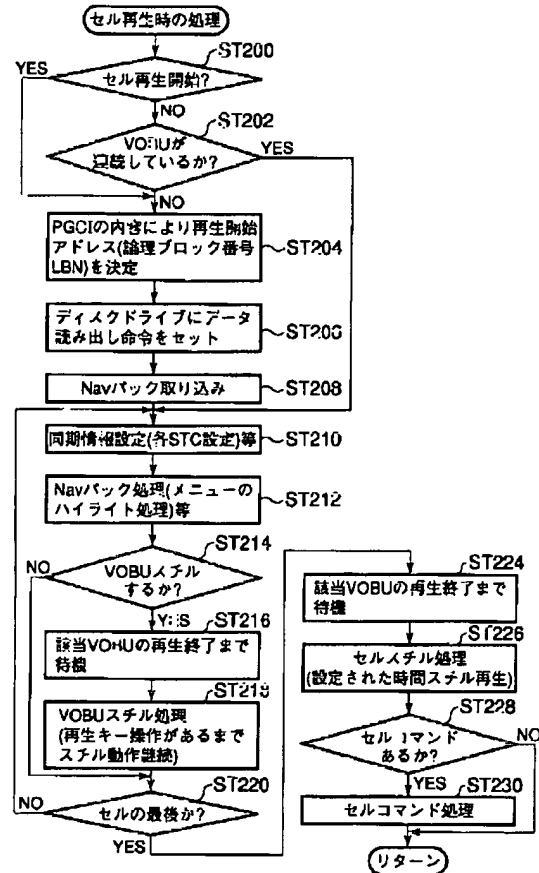 セル再生時の処理
ST200
YES
セル再生開始?
NO
ST202
VOBUが
連続しているか?
YES
NO
PGCIの内容により再生開始
アドレス(論理ブロック番号
LBN)を決定
ST204
ディスクドライブにデータ
読み出し命令をセット
ST206
Navパック取り込み
ST208
同期情報設定(各STC設定)等
ST210
Navパック処理(メニューの
ハイライト処理)等
ST212
ST214
NO
VOBUスチル
するか?
YES
ST216
該当VOBUの再生終了まで
待機
ST218
VOBUスチル処理
(再生キー操作があるまで
スチル動作継続)
ST220
NO
セルの最後か?
YES
ST224
該当VOBUの再生終了まで
待機
ST226
セルスチル処理
(設定された時間スチル再生)
ST228
セルコマンド
あるか?
NO
YES
ST230
セルコマンド処理
リターン